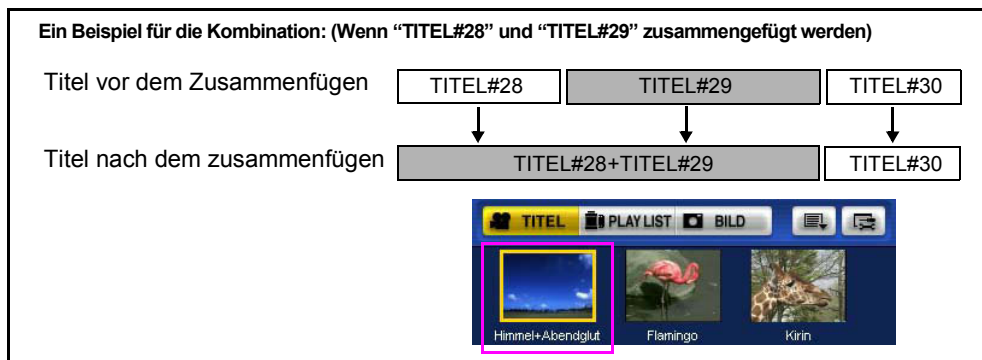 Ein Beispiel für die Kombination: (Wenn “TITEL#28” und “TITEL#29” zusammengefügt werden)
Titel vor dem Zusammenfügen TITEL#28 TITEL#29 TITEL#30
Titel nach dem zusammenfügen TITEL#28+TITEL#29 TITEL#30
TITEL PLAY LIST BILD
Himmel+Abendglut Flamingo Kirin